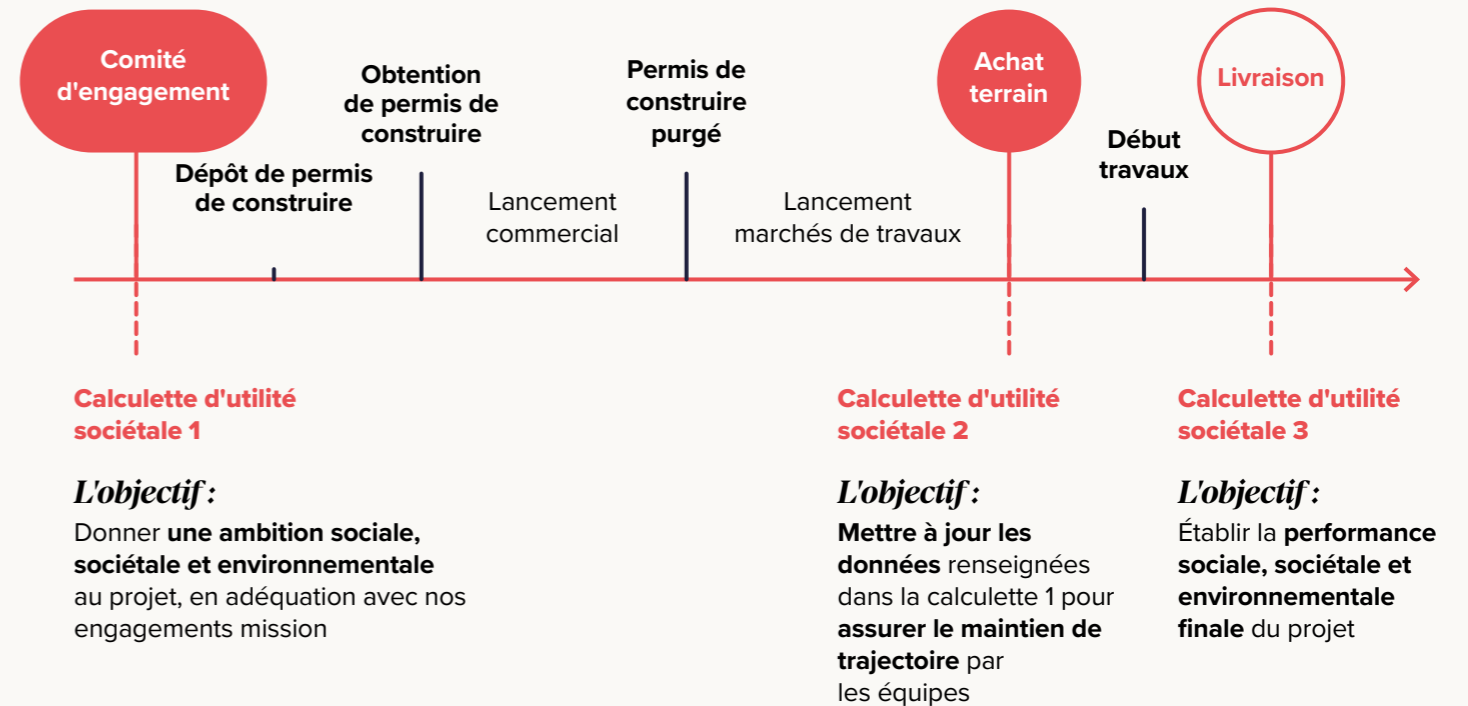 Comité
d'engagement
Dépôt de permis
de construire
Obtention
de permis de
construire
Lancement
commercial
Permis de
construire
purgé
Lancement
marchés de travaux
Achat
terrain
Début
travaux
Livraison
Calculette d'utilité
sociétale 1
L'objectif :
Donner une ambition sociale,
sociétale et environnementale
au projet, en adéquation avec nos
engagements mission
Calculette d'utilité
sociétale 2
L'objectif :
Mettre à jour les
données renseignées
dans la calculette 1 pour
assurer le maintien de
trajectoire par
les équipes
Calculette d'utilité
sociétale 3
L'objectif :
Établir la performance
sociale, sociétale et
environnementale
finale du projet